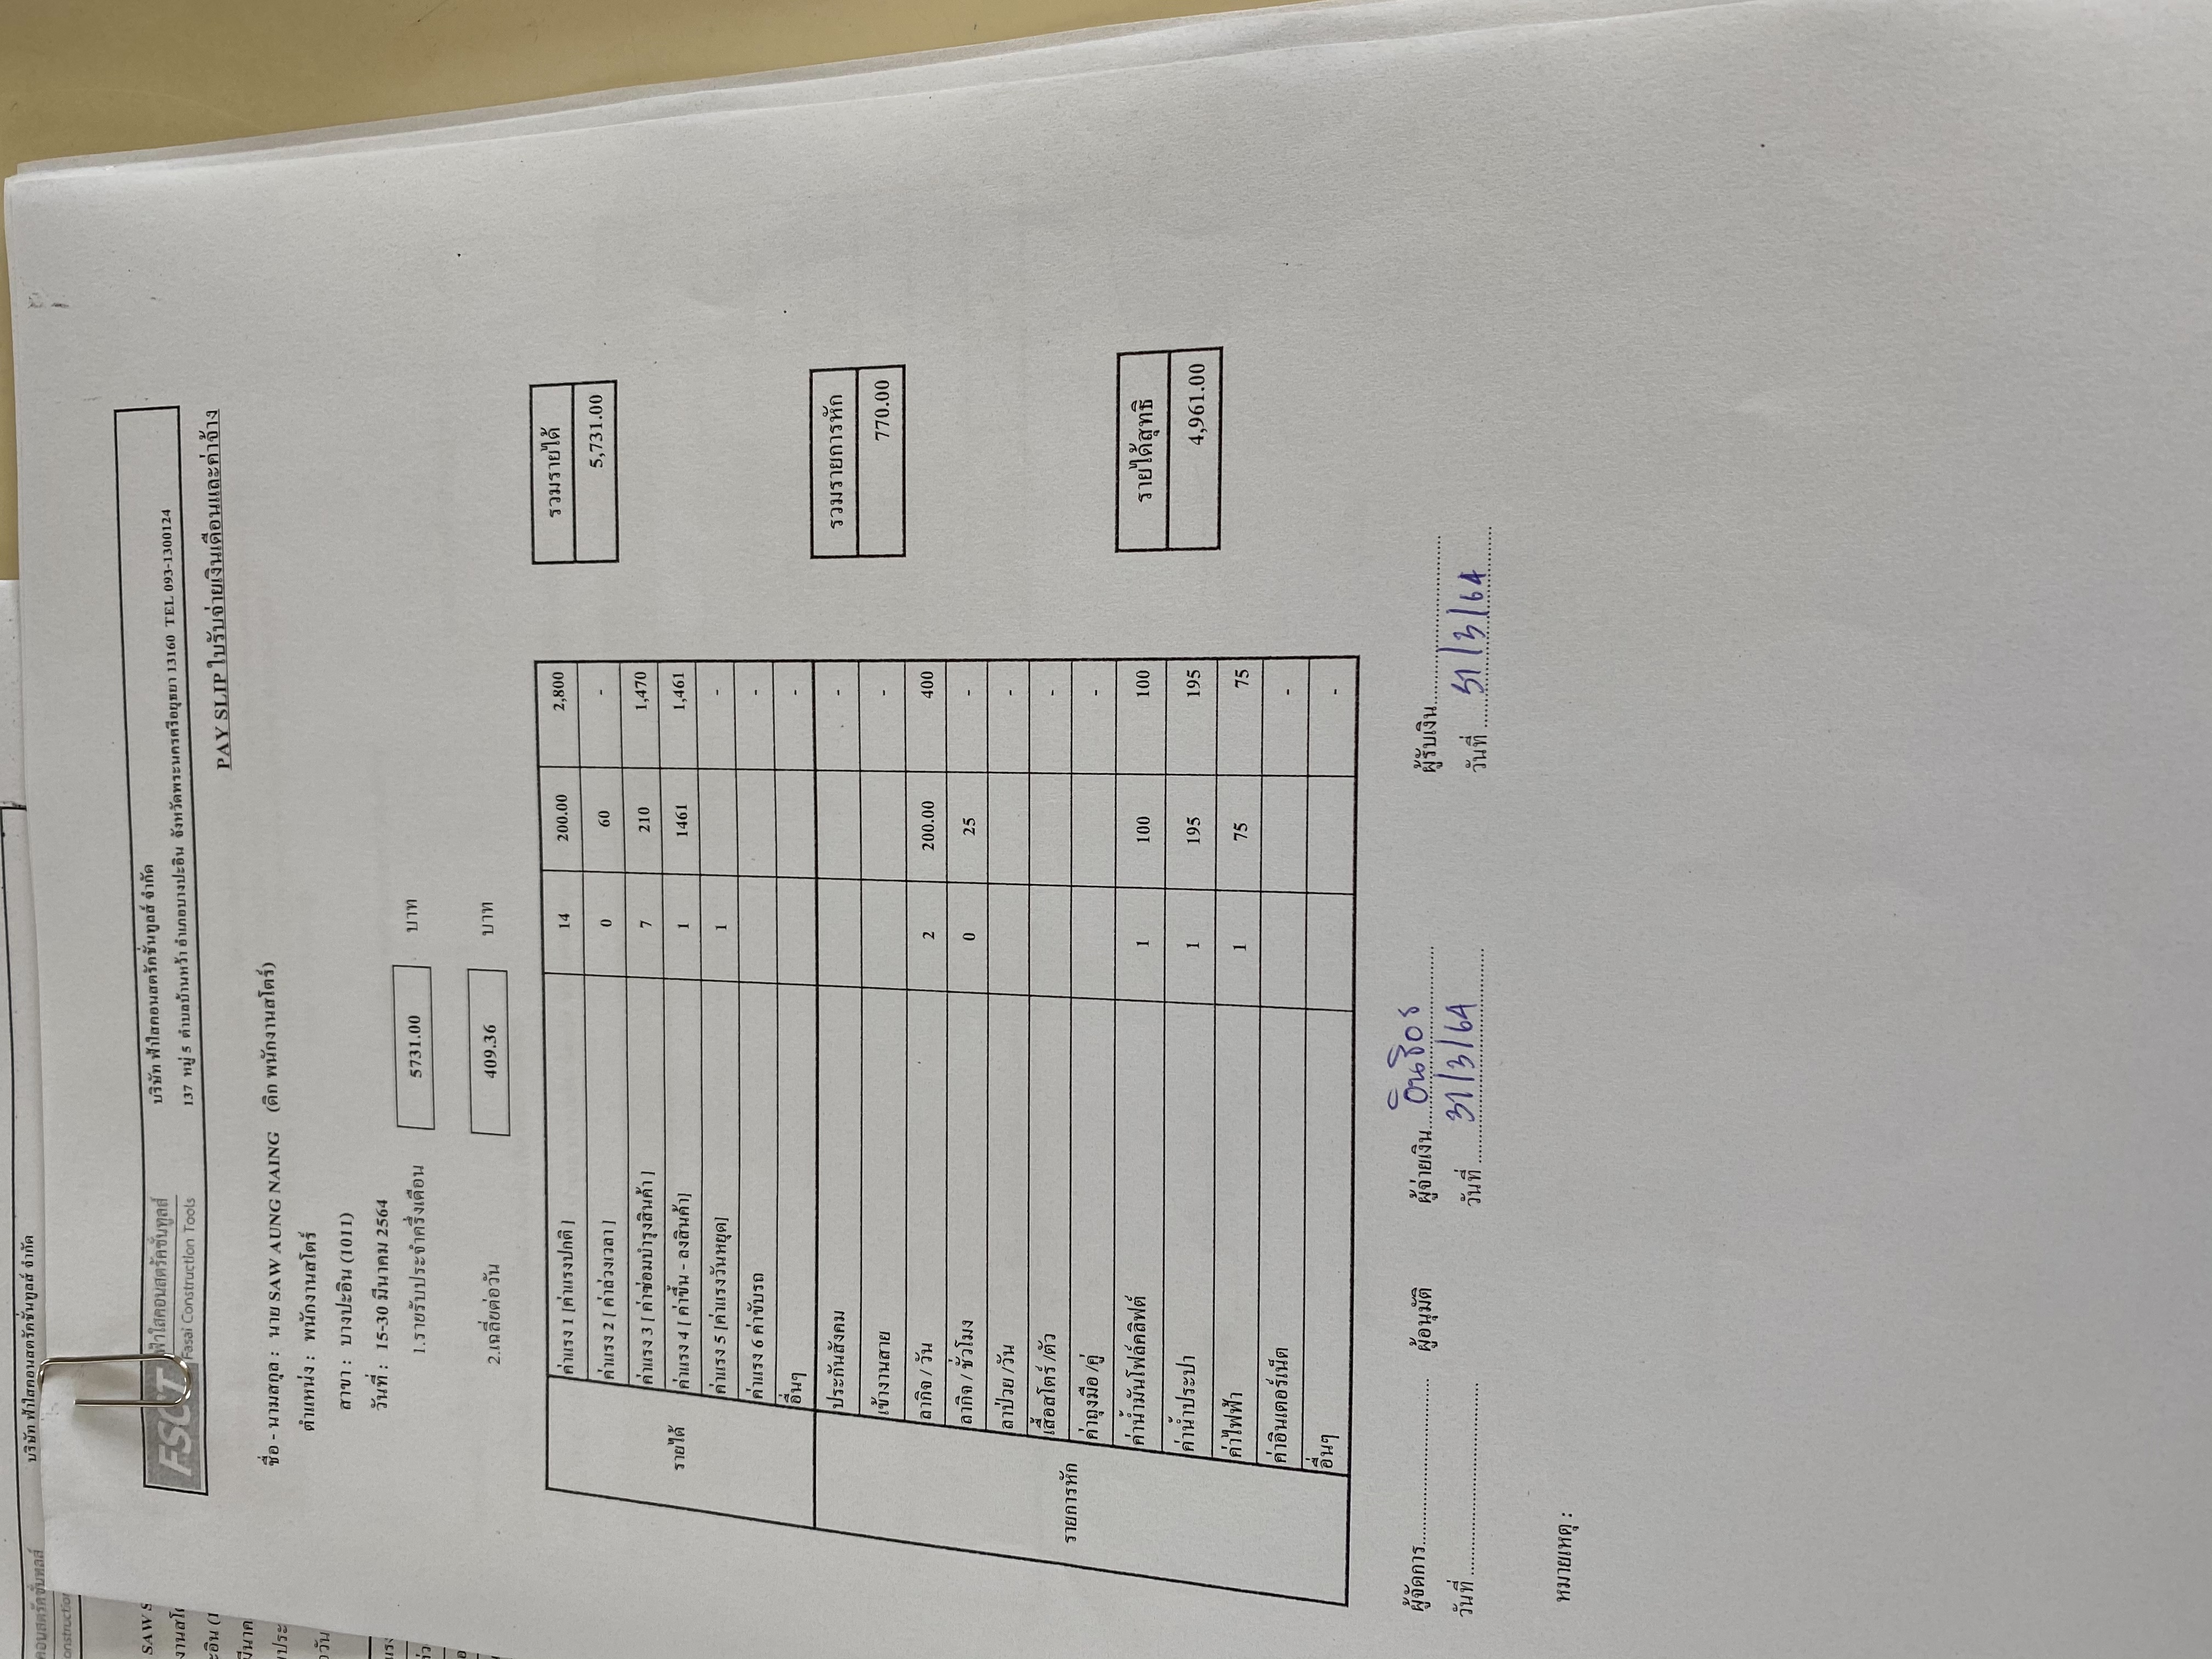 บริษัท ฟ้าใสคอนสตรัคชั่นทูลส์ จำกัด
คอนสตรัคชั่นทูลส์
SAW S
FSCT ฟ้าใสคอนสตรัคชั่นทูลส์
Fasai Construction Tools
บริษัท ฟ้าใสคอนสตรัคชั่นทูลส์ จำกัด
137 หมู่ 5 ตำบลบ้านหว้า อำเภอบางปะอิน จังหวัดพระนครศรีอยุธยา 13160 TEL 093-1300124
PAY SLIP ใบรับจ่ายเงินเดือนและค่าจ้าง
ชื่อ - นามสกุล : นาย SAW AUNG NAING (ดิก พนักงานสโตร์)
ตำแหน่ง : พนักงานสโตร์
สาขา : บางปะอิน (1011)
วันที่ : 15-30 มีนาคม 2564
1.รายรับประจำครึ่งเดือน 5731.00 บาท
2.เฉลี่ยต่อวัน 409.36 บาท
รายได้
ค่าแรง 1 [ค่าแรงปกติ ] 14 200.00 2,800
ค่าแรง 2 [ ค่าล่วงเวลา ] 0 60 -
ค่าแรง 3 [ ค่าซ่อมบำรุงสินค้า ] 7 210 1,470
ค่าแรง 4 [ ค่าขึ้น - ลงสินค้า] 1 1461 1,461
ค่าแรง 5 [ค่าแรงวันหยุด] 1 -
ค่าแรง 6 ค่าขับรถ -
อื่นๆ -
รวมรายได้
5,731.00
รายการหัก
ประกันสังคม -
เข้างานสาย -
ลากิจ / วัน 2 200.00 400
ลากิจ / ชั่วโมง 0 25 -
ลาป่วย /วัน -
เสื้อสโตร์ /ตัว -
ค่าถุงมือ /คู่ -
ค่าน้ำมันโฟล์คลิฟต์ 1 100 100
ค่าน้ำประปา 1 195 195
ค่าไฟฟ้า 1 75 75
ค่าอินเตอร์เน็ต -
อื่นๆ -
รวมรายการหัก
770.00
รายได้สุทธิ
4,961.00
ผู้จัดการ.............................. ผู้อนุมัติ ผู้จ่ายเงิน....อินธิอร.... ผู้รับเงิน..............................
วันที่ .............................. วันที่ ....31/3/64.... วันที่ ....31/3/64....
หมายเหตุ :